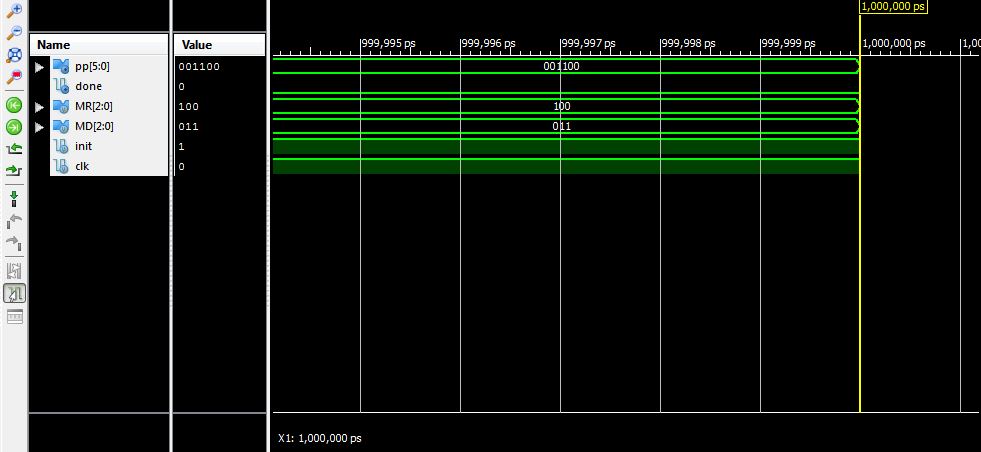 1,000,000 ps
Name Value
999,995 ps 999,996 ps 999,997 ps 999,998 ps 999,999 ps 1,000,000 ps 1,00
pp[5:0] 001100 001100
done 0
MR[2:0] 100 100
MD[2:0] 011 011
init 1
clk 0
X1: 1,000,000 ps